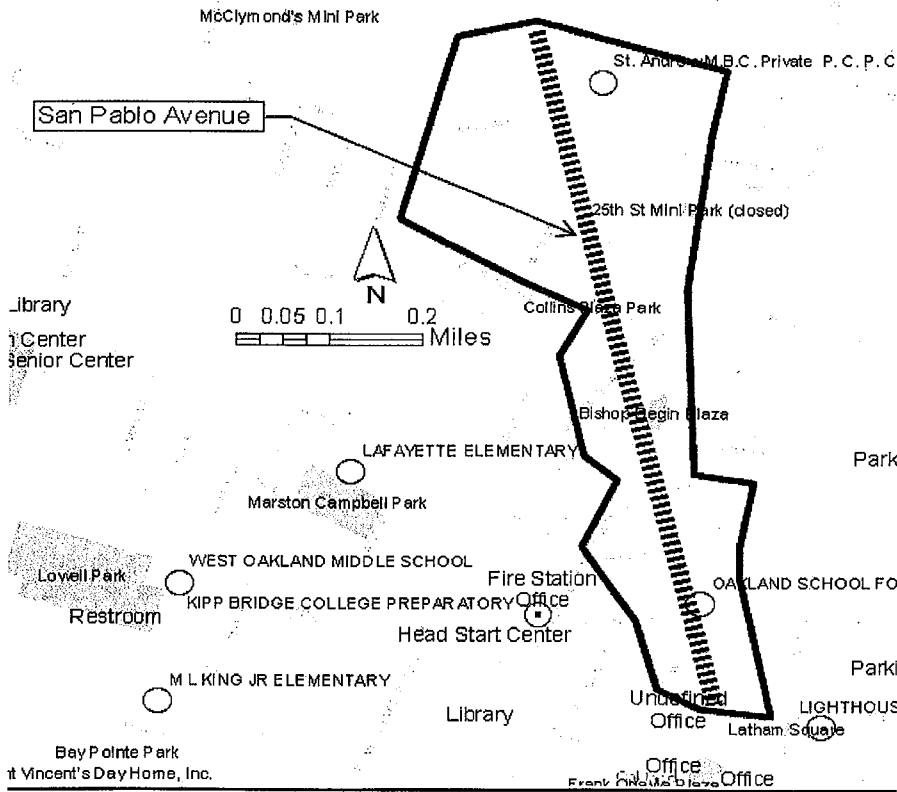 McClymond's Mini Park
St. Andrew M.B.C. Private P. C. P. C
San Pablo Avenue
25th St Mini Park (closed)
N
Library
Collins Plaza Park
0 0.05 0.1 0.2
Miles
Center
Senior Center
Bishop Begin Plaza
LAFAYETTE ELEMENTARY
Park
Marston Campbell Park
WEST OAKLAND MIDDLE SCHOOL
Lowell Park
Fire Station
Office
OAKLAND SCHOOL FO
KIPP BRIDGE COLLEGE PREPARATORY
Restroom
Head Start Center
M L KING JR ELEMENTARY
Parki
Undefined
Office
LIGHTHOUS
Library
Latham Square
Bay Pointe Park
nt Vincent's Day Home, Inc.
Office
Office